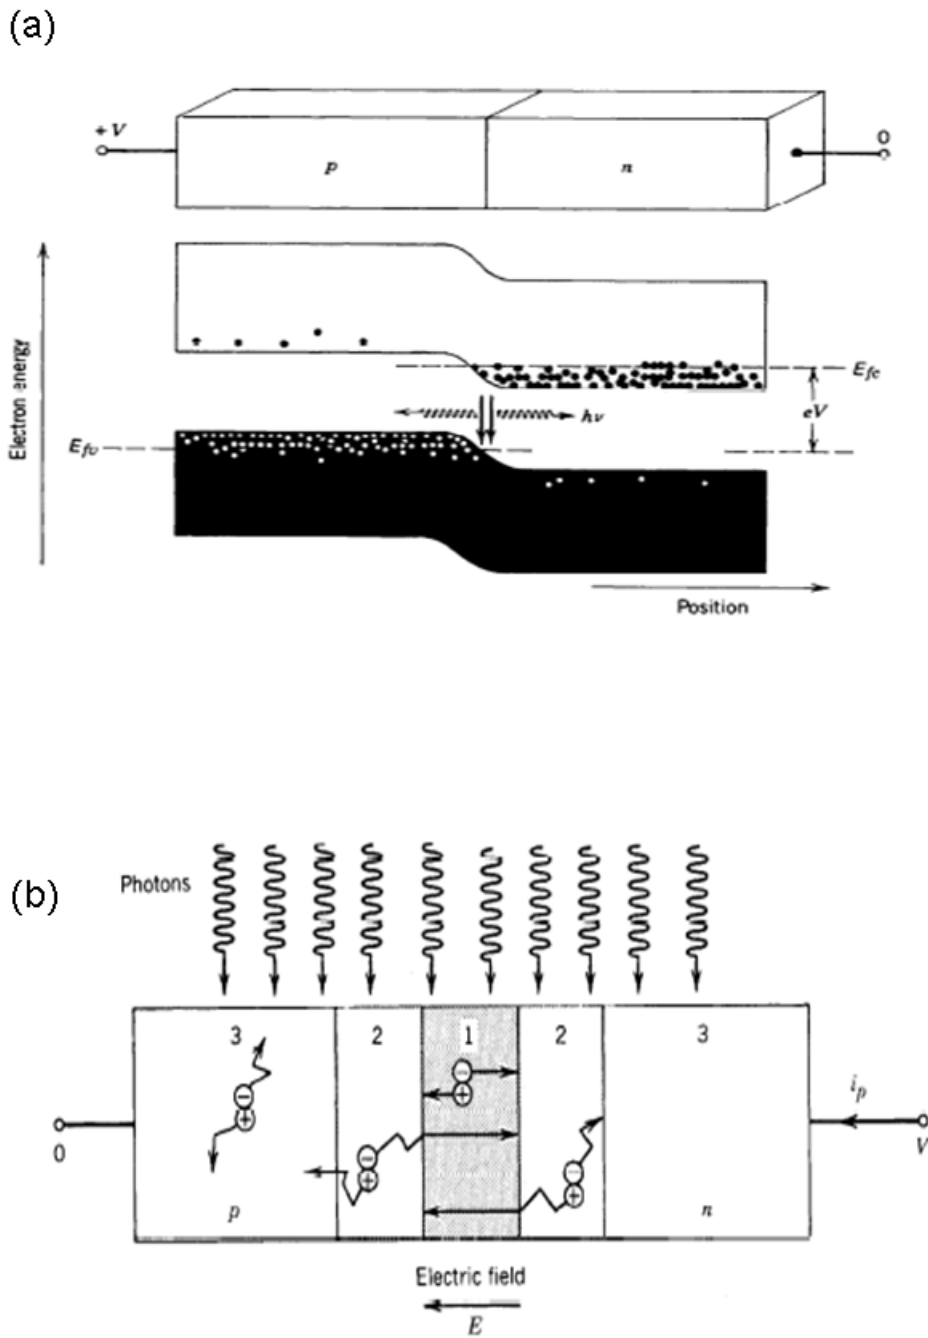 (a)
+V
0
p
n
Electron energy
E_fc
hν
eV
E_fv
Position
(b)
Photons
3
2
1
2
3
i_p
0
V
p
n
Electric field
E